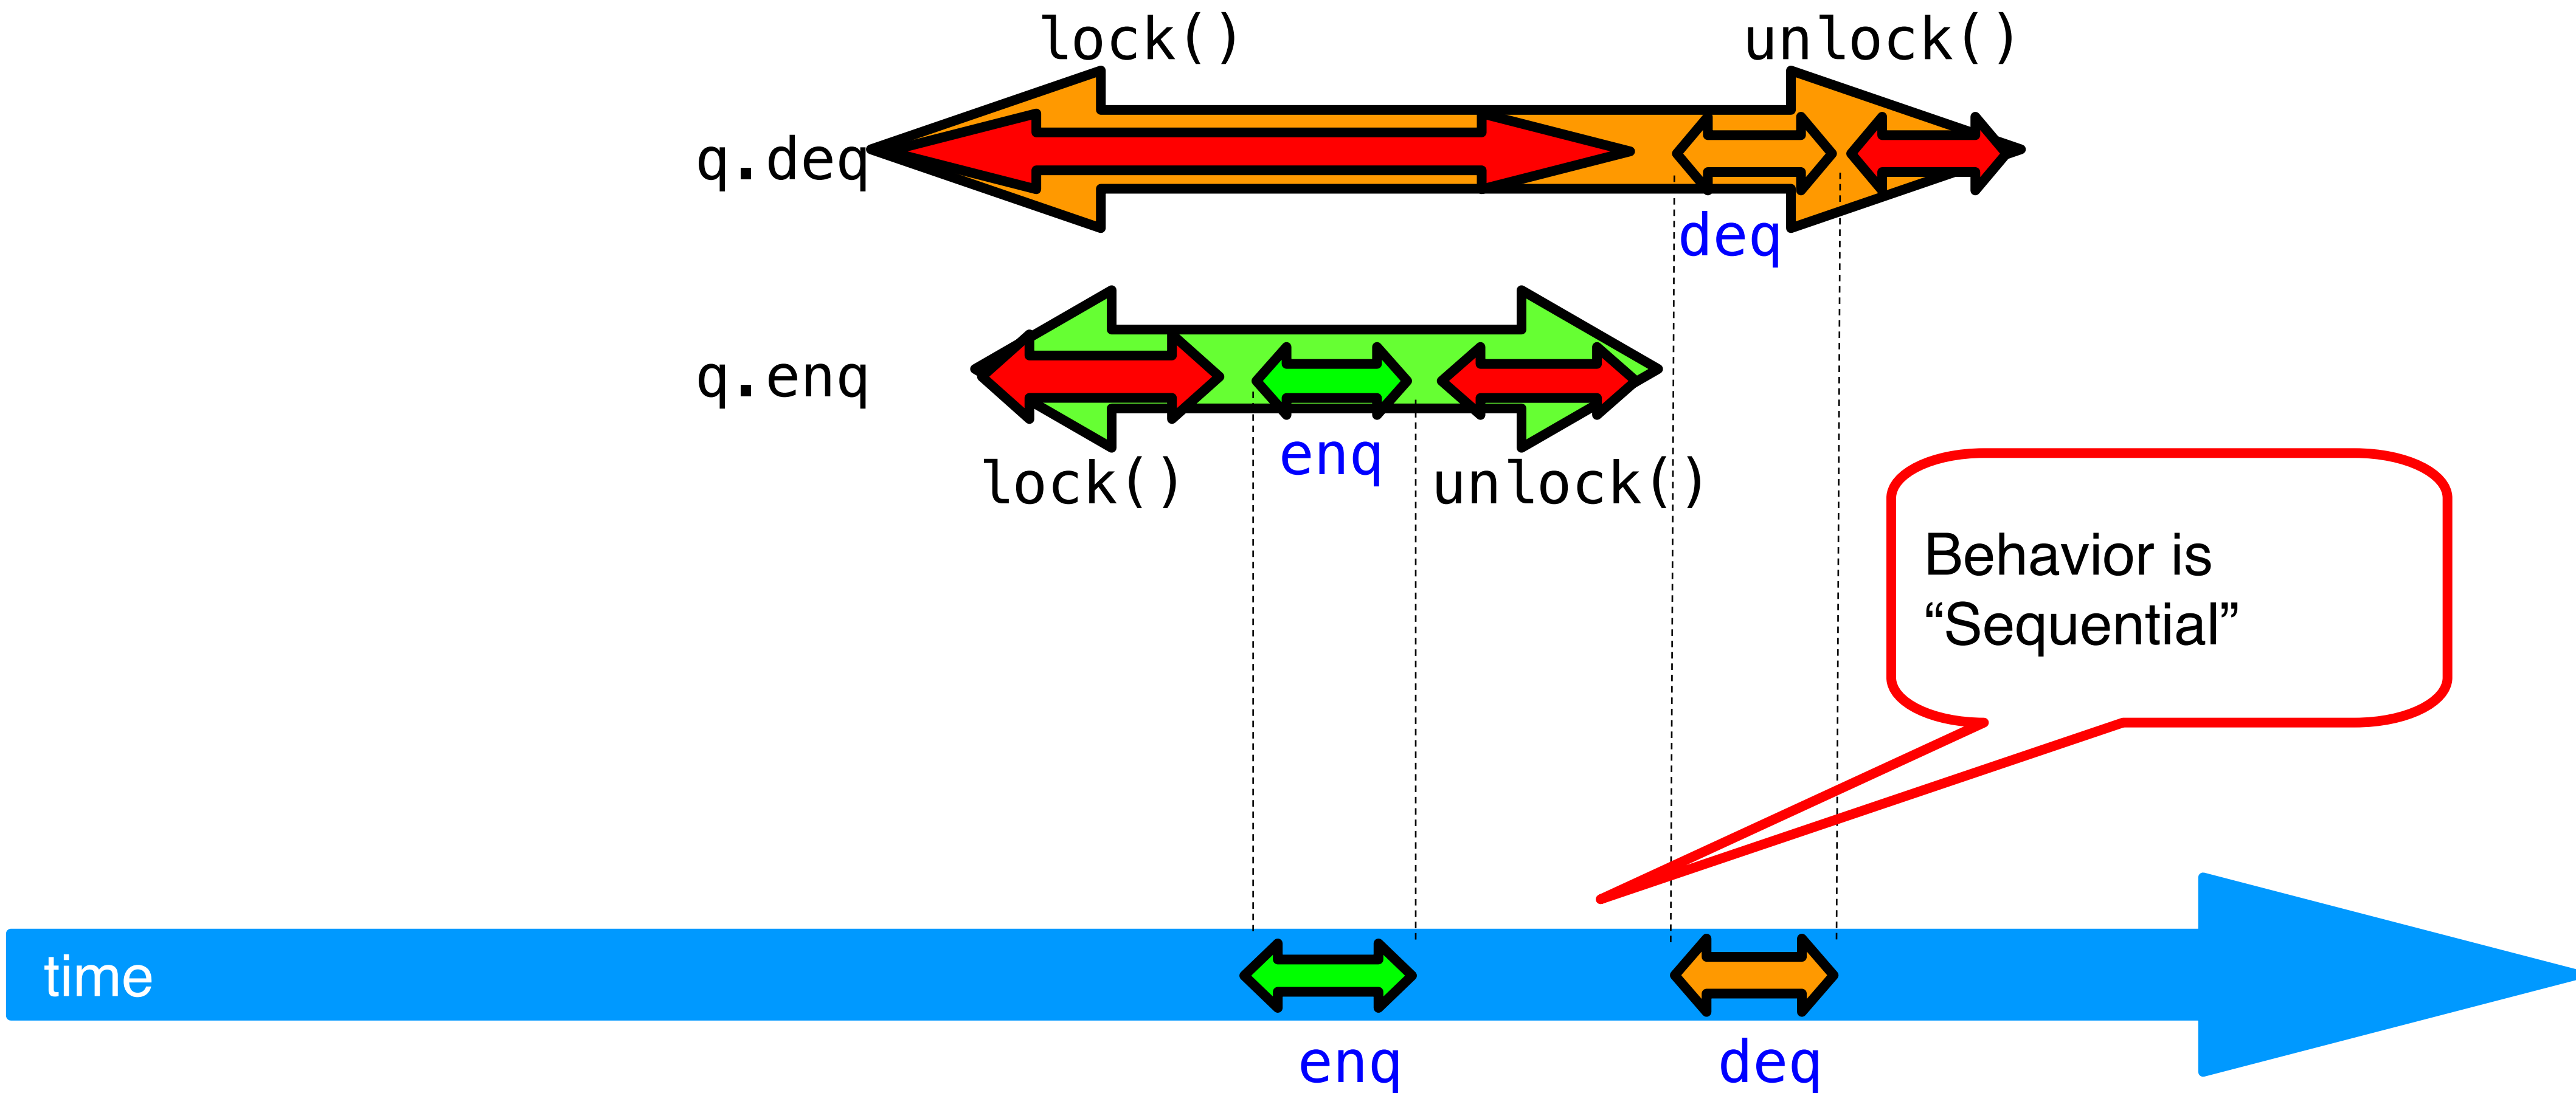 lock()
unlock()
q.deq
deq
q.enq
enq
lock()
unlock()
Behavior is
“Sequential”
time
enq
deq